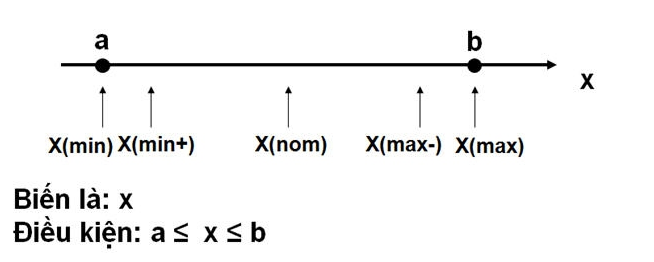 a b
x
X(min) X(min+) X(nom) X(max-) X(max)
Biến là: x
Điều kiện: a ≤ x ≤ b